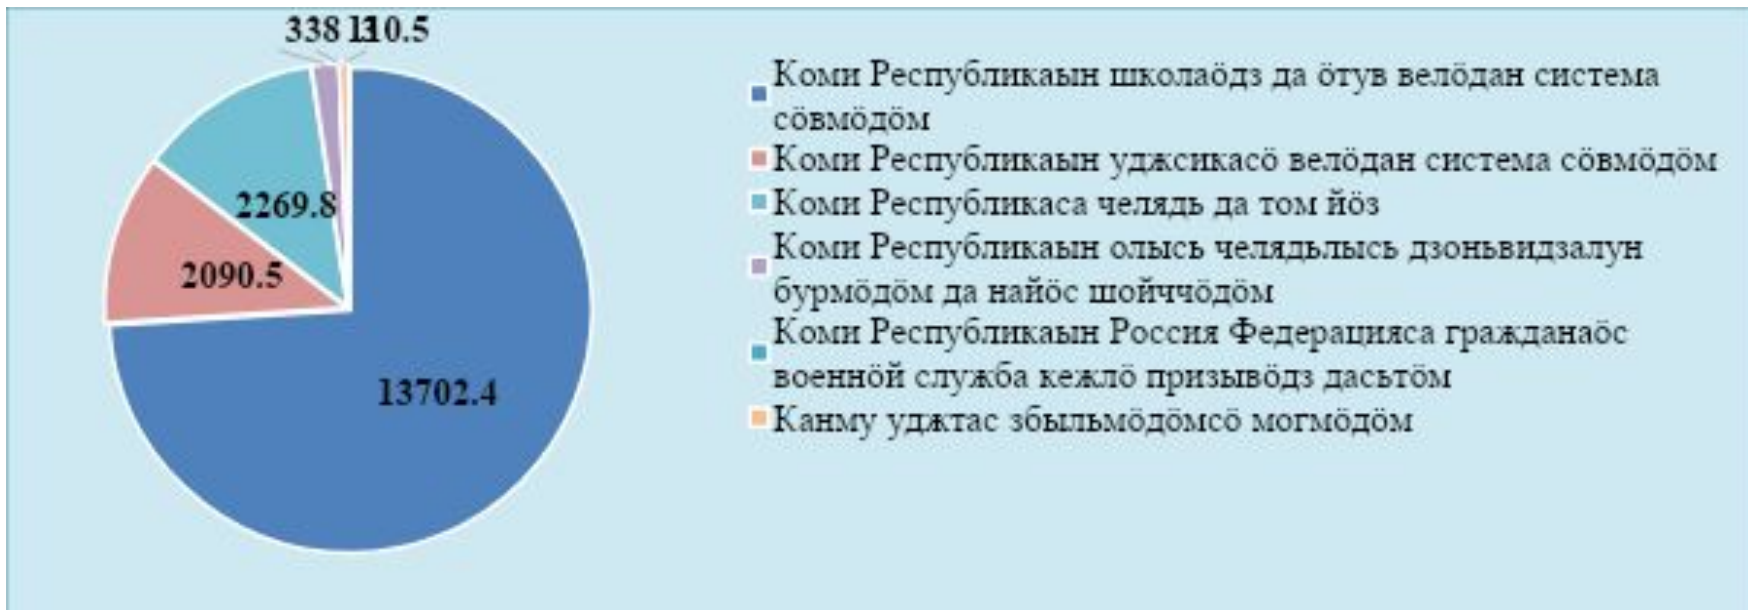 338
110.5
2269.8
2090.5
13702.4
Коми Республикаын школаӧдз да ӧтув велӧдан система
сӧвмӧдӧм
Коми Республикаын уджсикасӧ велӧдан система сӧвмӧдӧм
Коми Республикаса челядь да том йӧз
Коми Республикаын олысь челядьлысь дзоньвидзалун
бурмӧдӧм да найӧс шойччӧдӧм
Коми Республикаын Россия Федерацияса гражданаӧс
военнӧй служба кежлӧ призывӧдз дасьтӧм
Канму уджтас збыльмӧдӧмсӧ могмӧдӧм